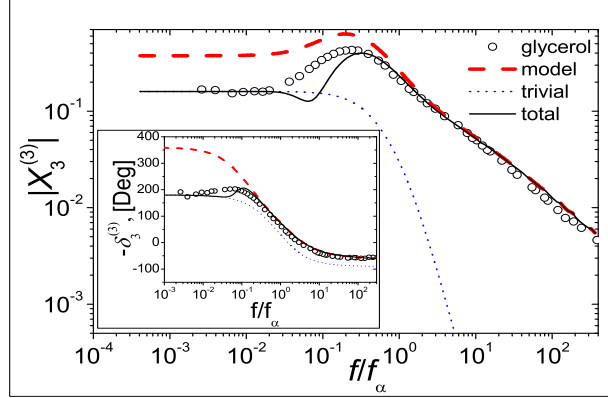 glycerol
model
trivial
total
|X₃⁽³⁾|
10⁻¹
10⁻²
10⁻³
10⁻⁴ 10⁻³ 10⁻² 10⁻¹ 10⁰ 10¹ 10²
f/fα
-δ₃⁽³⁾, [Deg]
400
300
200
100
0
-100
10⁻³ 10⁻² 10⁻¹ 10⁰ 10¹ 10²
f/fα